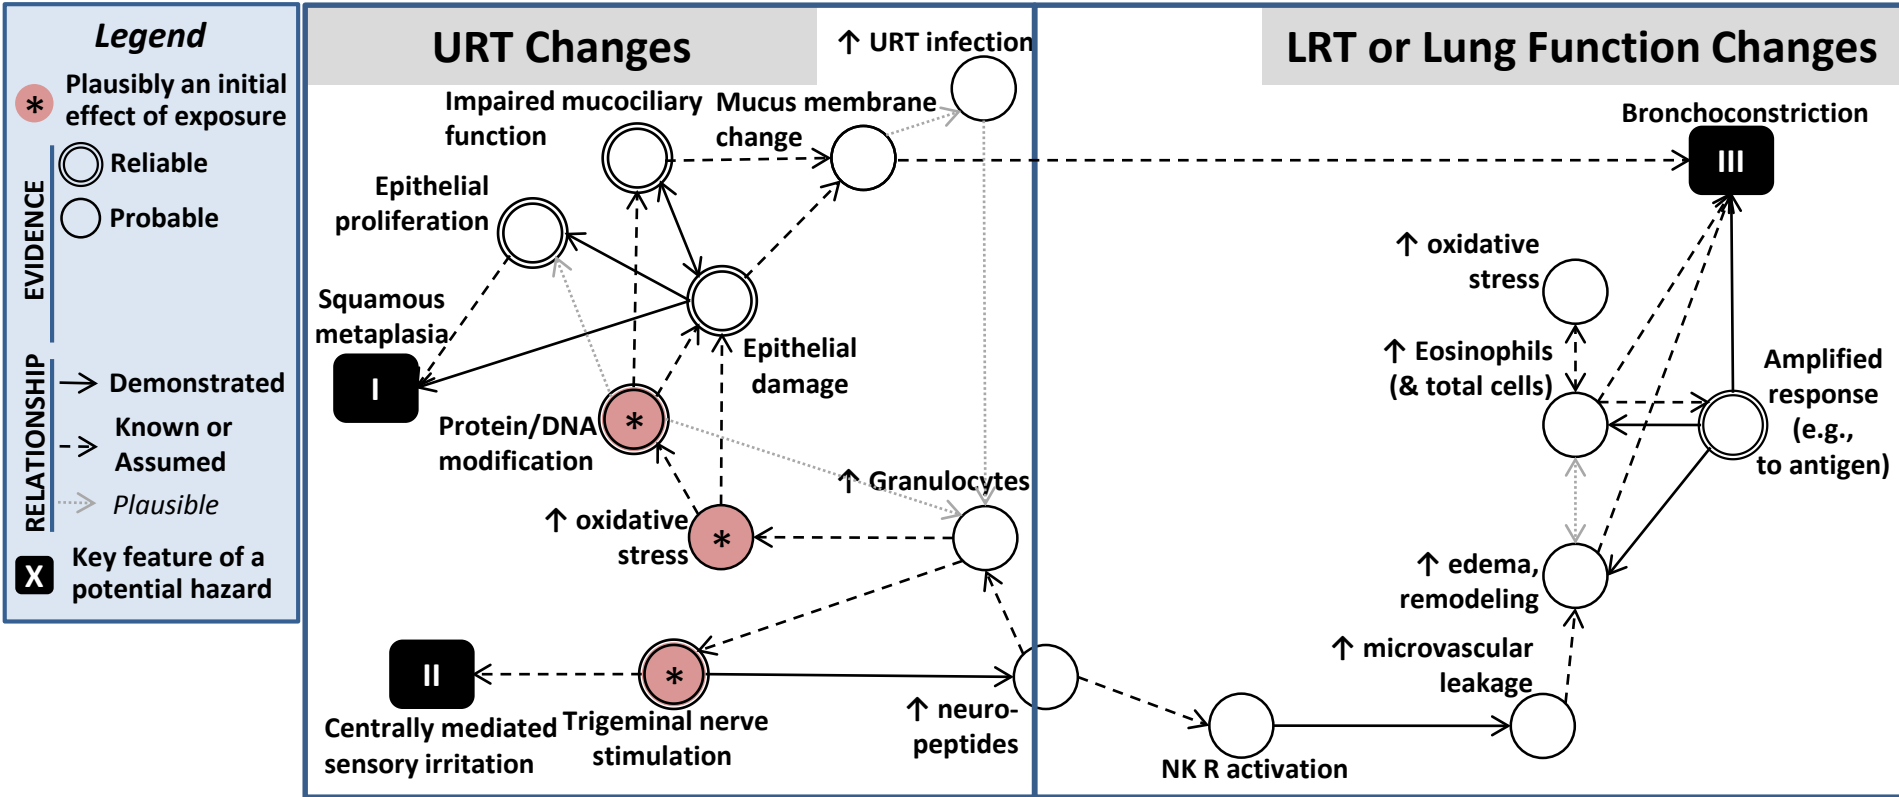 Legend
* Plausibly an initial
effect of exposure
EVIDENCE
Reliable
Probable
RELATIONSHIP
Demonstrated
Known or
Assumed
Plausible
X Key feature of a
potential hazard
URT Changes
↑ URT infection
Impaired mucociliary
function
Mucus membrane
change
Epithelial
proliferation
Squamous
metaplasia
I
Epithelial
damage
*
Protein/DNA
modification
↑ Granulocytes
↑ oxidative
stress
*
II
Centrally mediated
sensory irritation
*
Trigeminal nerve
stimulation
↑ neuro-
peptides
LRT or Lung Function Changes
Bronchoconstriction
III
↑ oxidative
stress
↑ Eosinophils
(& total cells)
Amplified
response
(e.g.,
to antigen)
↑ edema,
remodeling
↑ microvascular
leakage
NK R activation